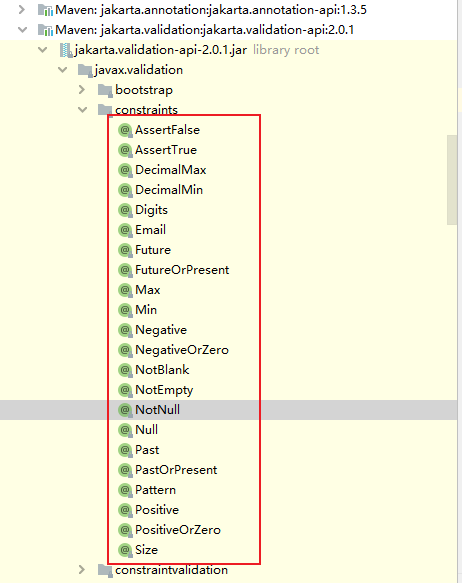 Maven: jakarta.annotation:jakarta.annotation-api:1.3.5
Maven: jakarta.validation:jakarta.validation-api:2.0.1
jakarta.validation-api-2.0.1.jar library root
javax.validation
bootstrap
constraints
@ AssertFalse
@ AssertTrue
@ DecimalMax
@ DecimalMin
@ Digits
@ Email
@ Future
@ FutureOrPresent
@ Max
@ Min
@ Negative
@ NegativeOrZero
@ NotBlank
@ NotEmpty
@ NotNull
@ Null
@ Past
@ PastOrPresent
@ Pattern
@ Positive
@ PositiveOrZero
@ Size
constraintvalidation